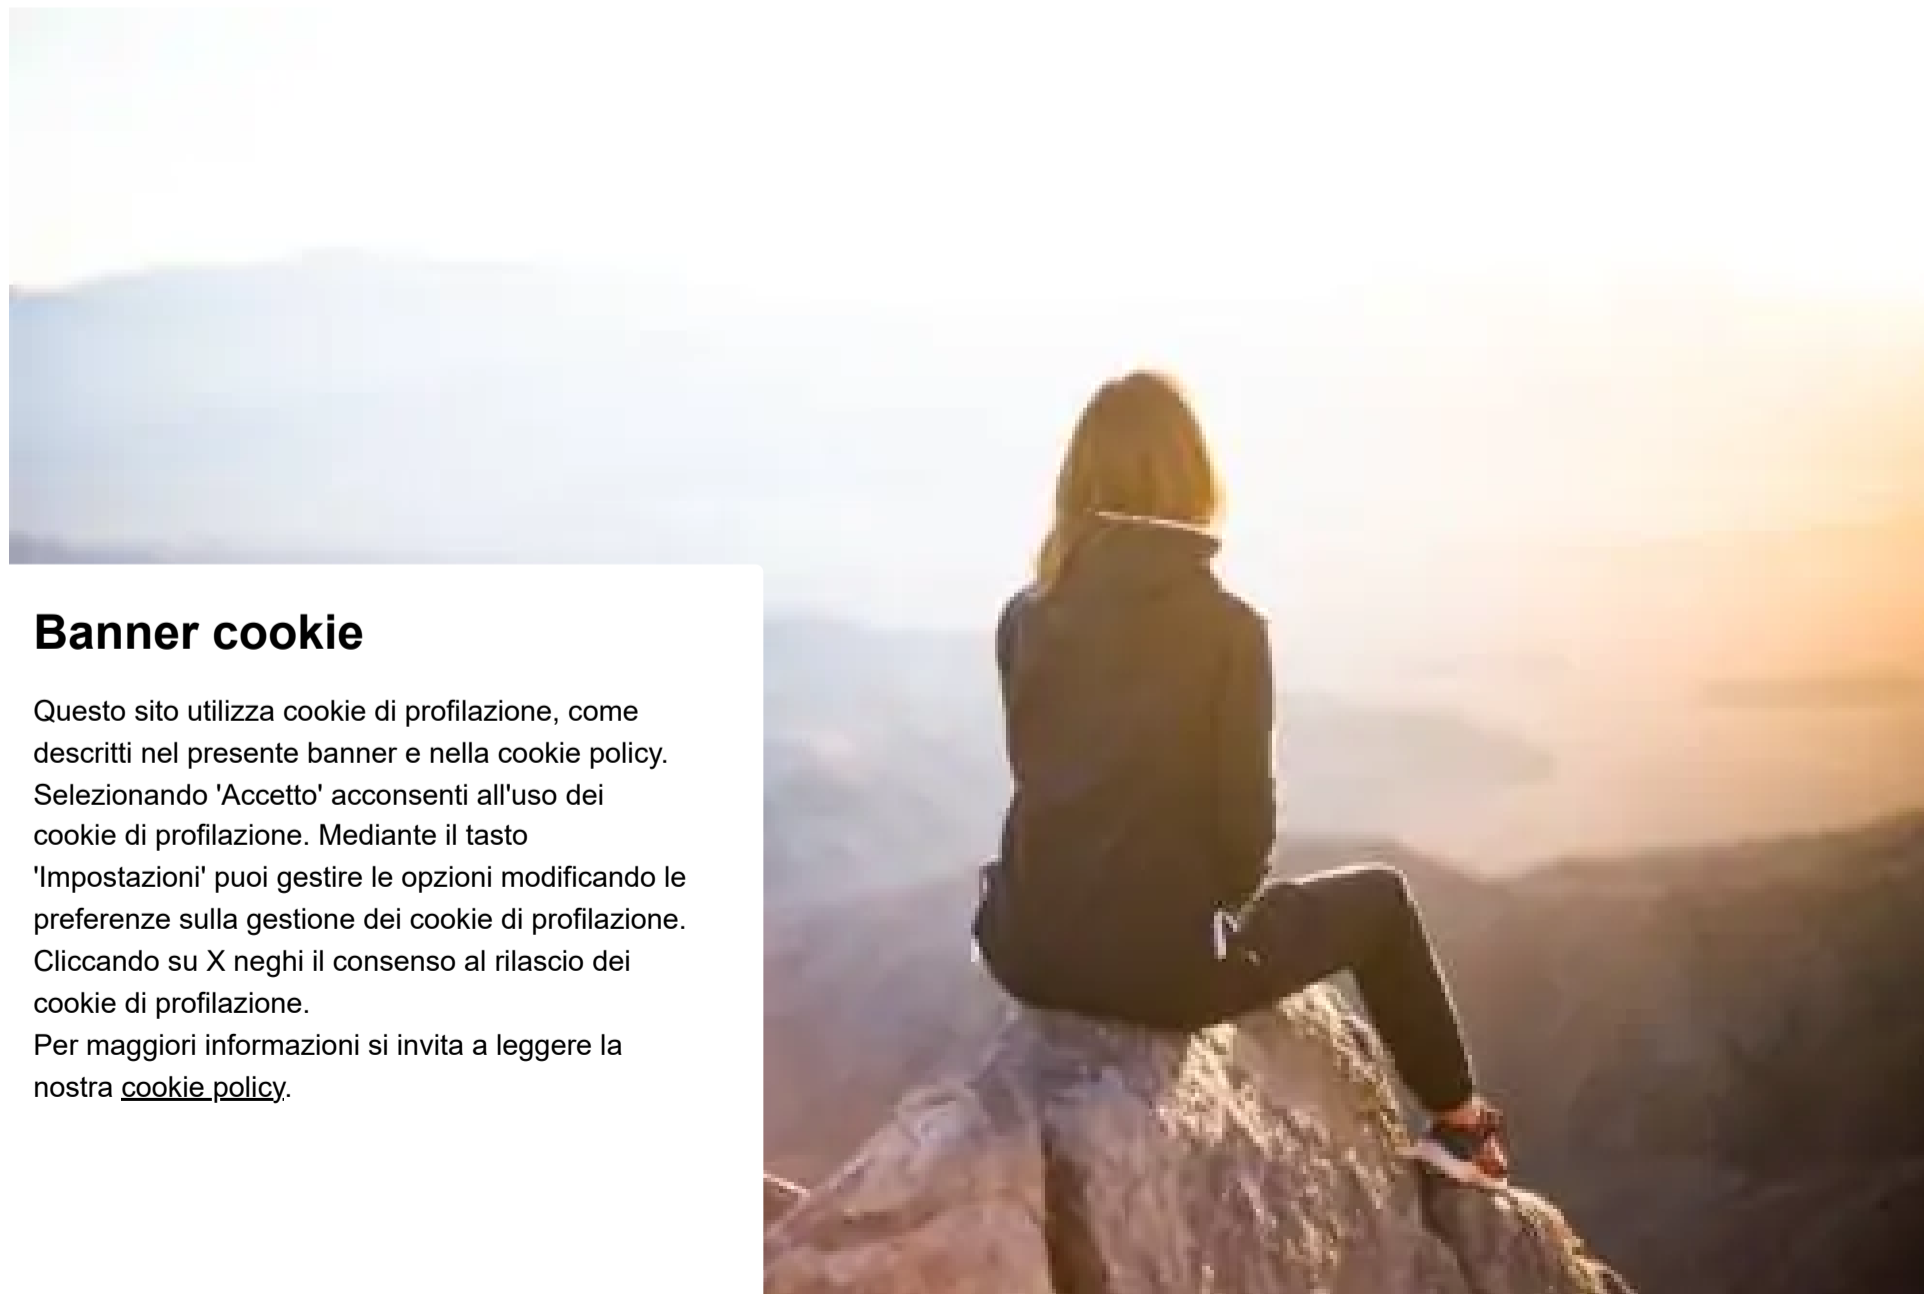 Banner cookie
Questo sito utilizza cookie di profilazione, come
descritti nel presente banner e nella cookie policy.
Selezionando 'Accetto' acconsenti all'uso dei
cookie di profilazione. Mediante il tasto
'Impostazioni' puoi gestire le opzioni modificando le
preferenze sulla gestione dei cookie di profilazione.
Cliccando su X neghi il consenso al rilascio dei
cookie di profilazione.
Per maggiori informazioni si invita a leggere la
nostra cookie policy.